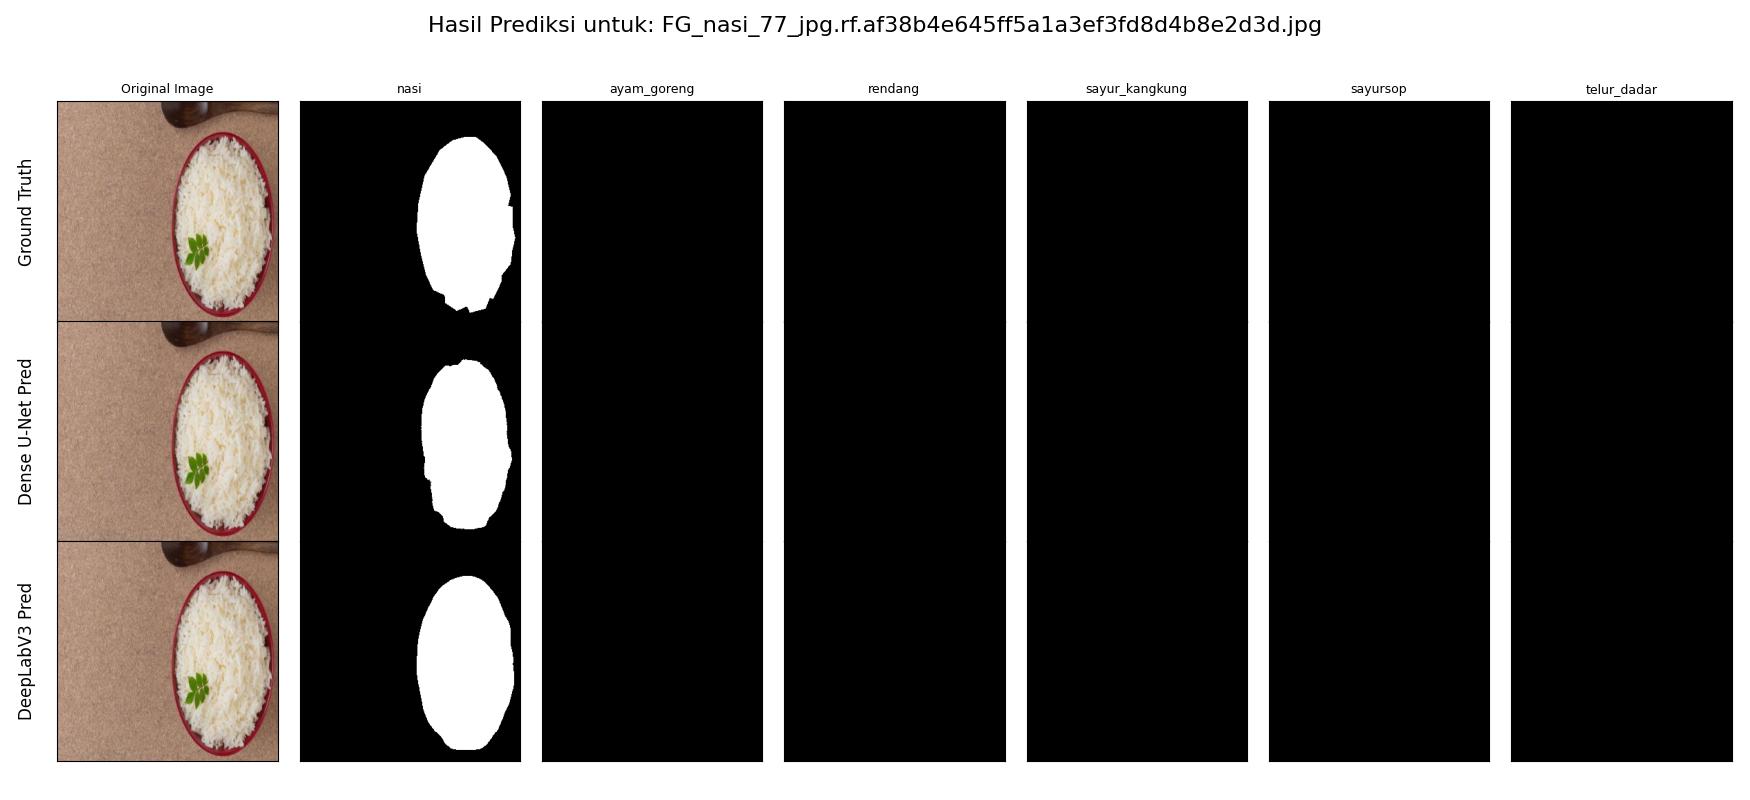 Hasil Prediksi untuk: FG_nasi_77_jpg.rf.af38b4e645ff5a1a3ef3fd8d4b8e2d3d.jpg
Original Image nasi ayam_goreng rendang sayur_kangkung sayursop telur_dadar
Ground Truth
Dense U-Net Pred
DeepLabV3 Pred